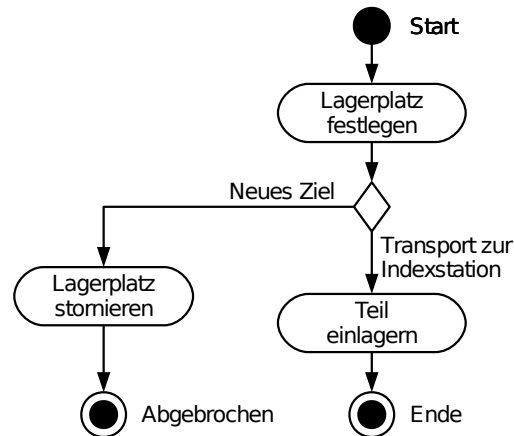 Start
Lagerplatz
festlegen
Neues Ziel
Transport zur
Indexstation
Lagerplatz
stornieren
Teil
einlagern
Abgebrochen
Ende